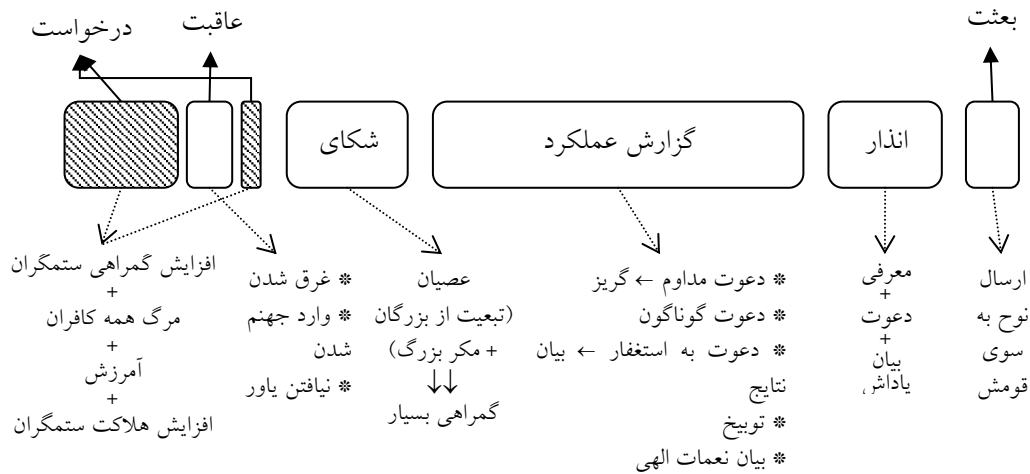 بعثت
عاقبت
درخواست
انذار
گزارش عملکرد
شکای
ارسال
نوح به
سوی
قومش
معرفی
+
دعوت
+
بیان
پاداش
* دعوت مداوم ← گریز
* دعوت گوناگون
* دعوت به استغفار ← بیان
نتایج
* توبیخ
* بیان نعمات الهی
عصیان
(تبعیت از بزرگان
+ مکر بزرگ)
↓↓
گمراهی بسیار
* غرق شدن
* وارد جهنم
شدن
* نیافتن یاور
افزایش گمراهی ستمگران
+
مرگ همه کافران
+
آمرزش
+
افزایش هلاکت ستمگران